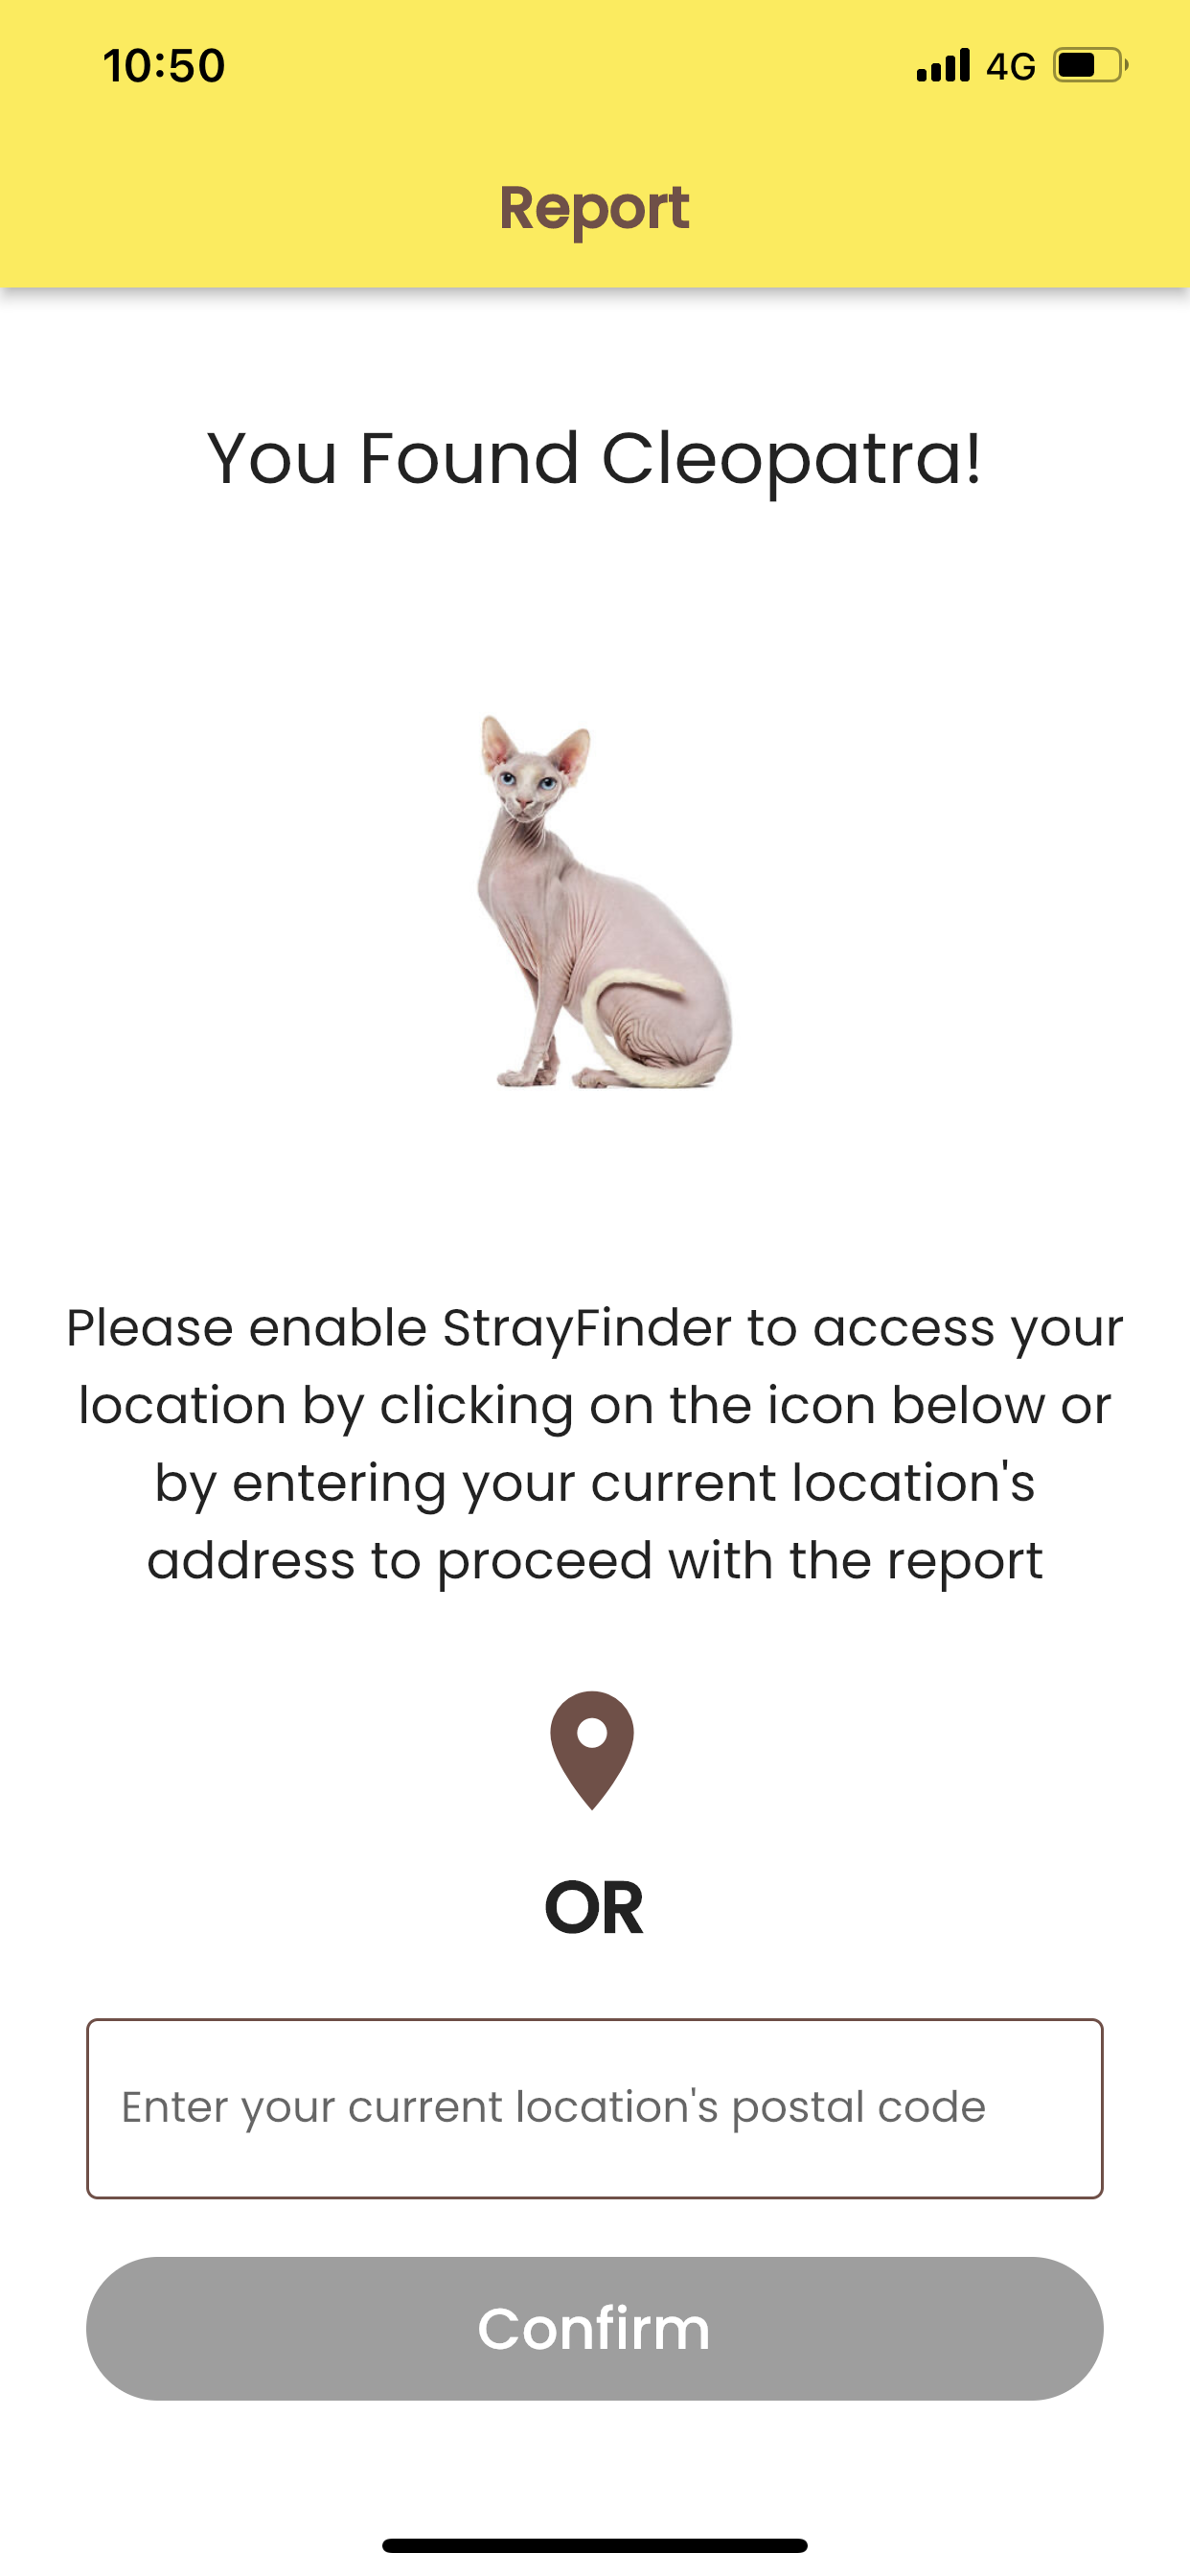 10:50
4G
Report
You Found Cleopatra!
Please enable StrayFinder to access your
location by clicking on the icon below or
by entering your current location's
address to proceed with the report
OR
Enter your current location's postal code
Confirm